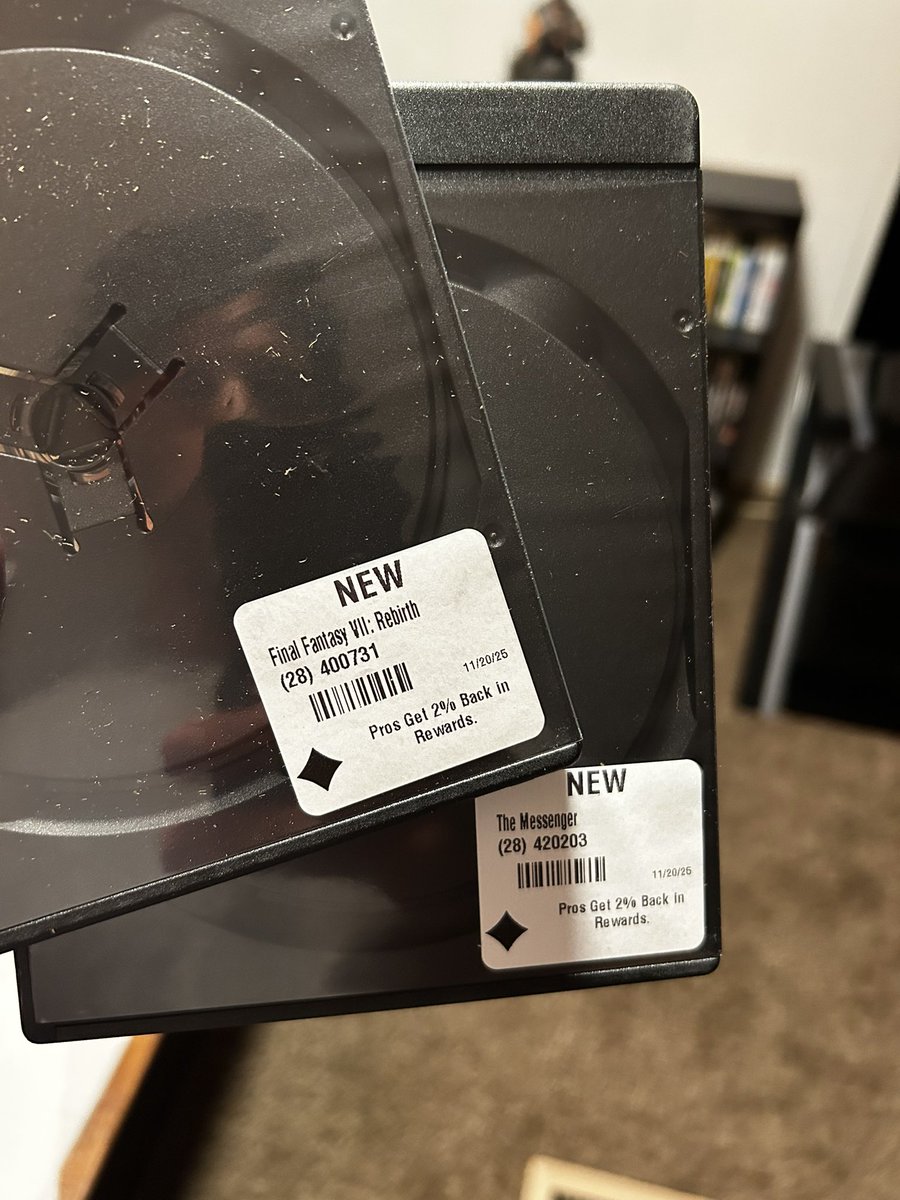 NEW
Final Fantasy VII: Rebirth
(28) 400731
11/20/25
Pros Get 2% Back in
Rewards.
NEW
The Messenger
(28) 420203
11/20/25
Pros Get 2% Back in
Rewards.